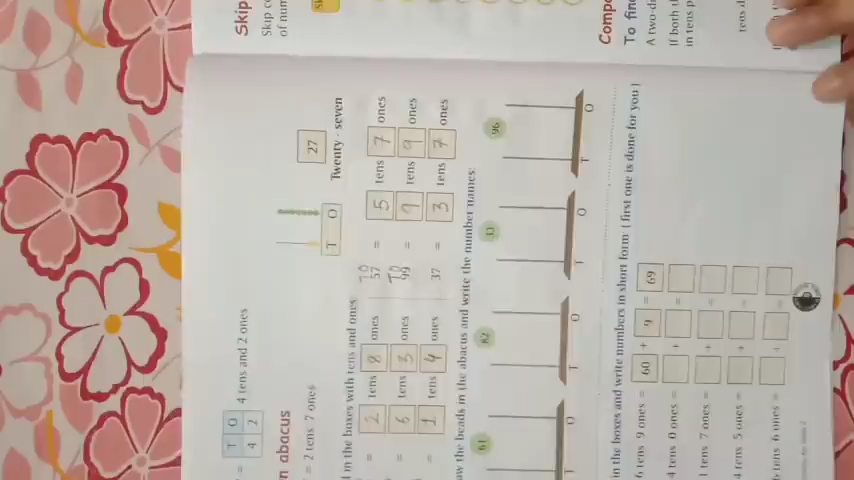 = T O 4 tens and 2 ones
4 2
n abacus
27
= 2 tens 7 ones T O Twenty - seven
in the boxes with tens and ones
= 2 tens 8 ones TO 57 = 5 tens 7 ones
= 6 tens 3 ones TO 99 = 9 tens 9 ones
= 1 tens 4 ones 37 = 3 tens 7 ones
aw the beads in the abacus and write the number names
61 82 33 96
T O T O T O T O
in the boxes and write numbers in short form ( first one is done for you )
6 tens 9 ones = 60 + 9 = 69
4 tens 0 ones = + =
1 tens 7 ones = + =
4 tens 5 ones = + =
6 tens 6 ones = + =
Skip
Skip c
of num
Compa
To fin
A two-di
If both t
in tens p
tens a